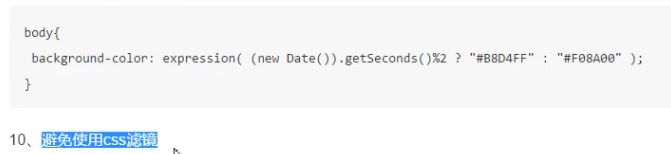 body{
background-color: expression( (new Date()).getSeconds()%2 ? "#B8D4FF" : "#F08A00" );
}
10、避免使用css滤镜